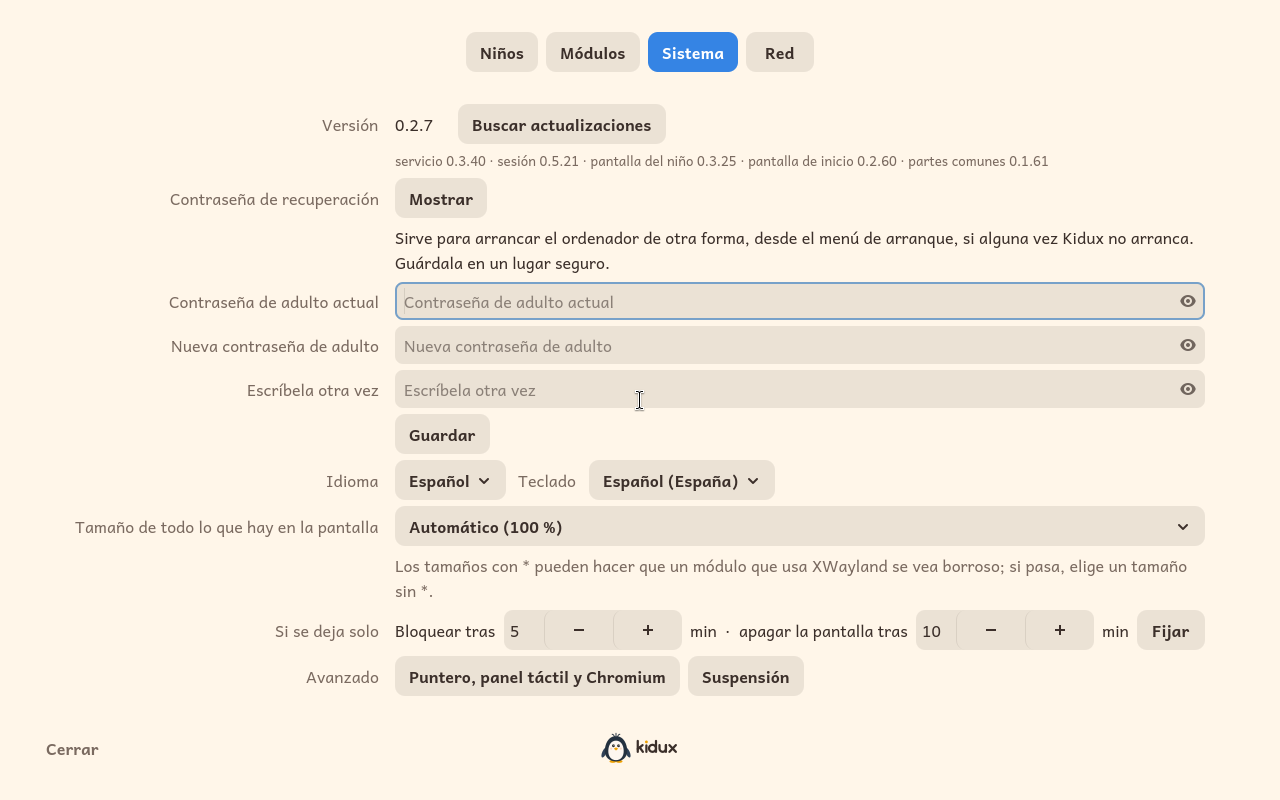 Niños Módulos Sistema Red
Versión 0.2.7 Buscar actualizaciones
servicio 0.3.40 · sesión 0.5.21 · pantalla del niño 0.3.25 · pantalla de inicio 0.2.60 · partes comunes 0.1.61
Contraseña de recuperación Mostrar
Sirve para arrancar el ordenador de otra forma, desde el menú de arranque, si alguna vez Kidux no arranca.
Guárdala en un lugar seguro.
Contraseña de adulto actual Contraseña de adulto actual
Nueva contraseña de adulto Nueva contraseña de adulto
Escríbela otra vez Escríbela otra vez
Guardar
Idioma Español Teclado Español (España)
Tamaño de todo lo que hay en la pantalla Automático (100 %)
Los tamaños con * pueden hacer que un módulo que usa XWayland se vea borroso; si pasa, elige un tamaño
sin *.
Si se deja solo Bloquear tras 5 − + min · apagar la pantalla tras 10 − + min Fijar
Avanzado Puntero, panel táctil y Chromium Suspensión
Cerrar kidux